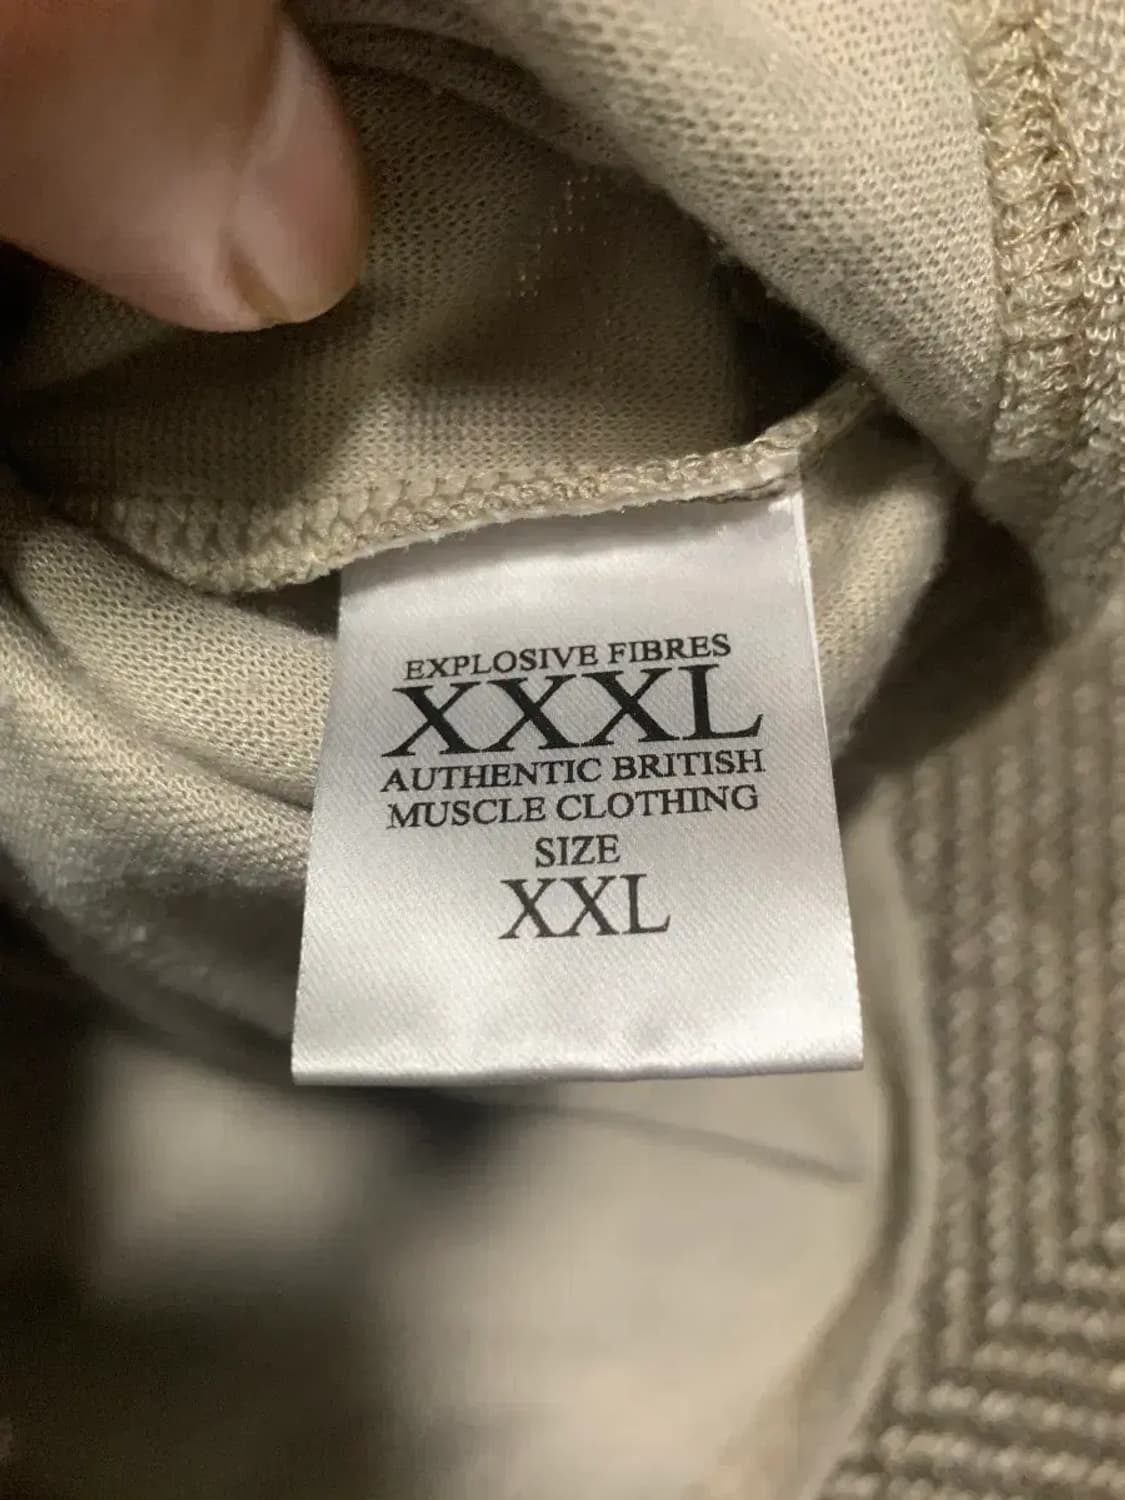 EXPLOSIVE FIBRES
XXXL
AUTHENTIC BRITISH
MUSCLE CLOTHING
SIZE
XXL